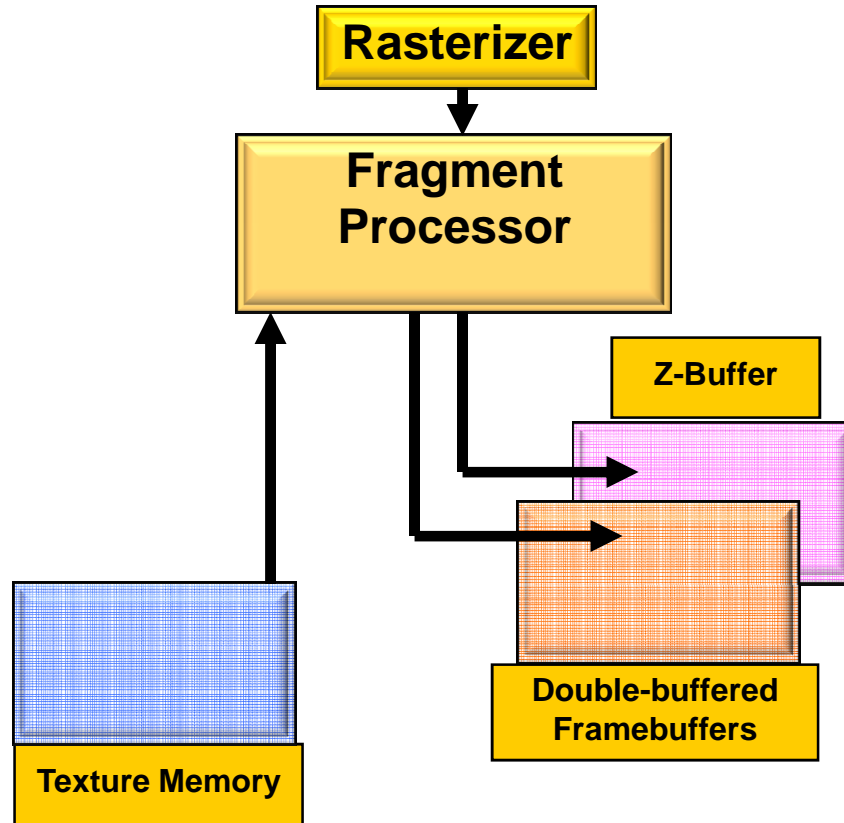 Rasterizer
Fragment
Processor
Z-Buffer
Double-buffered
Framebuffers
Texture Memory